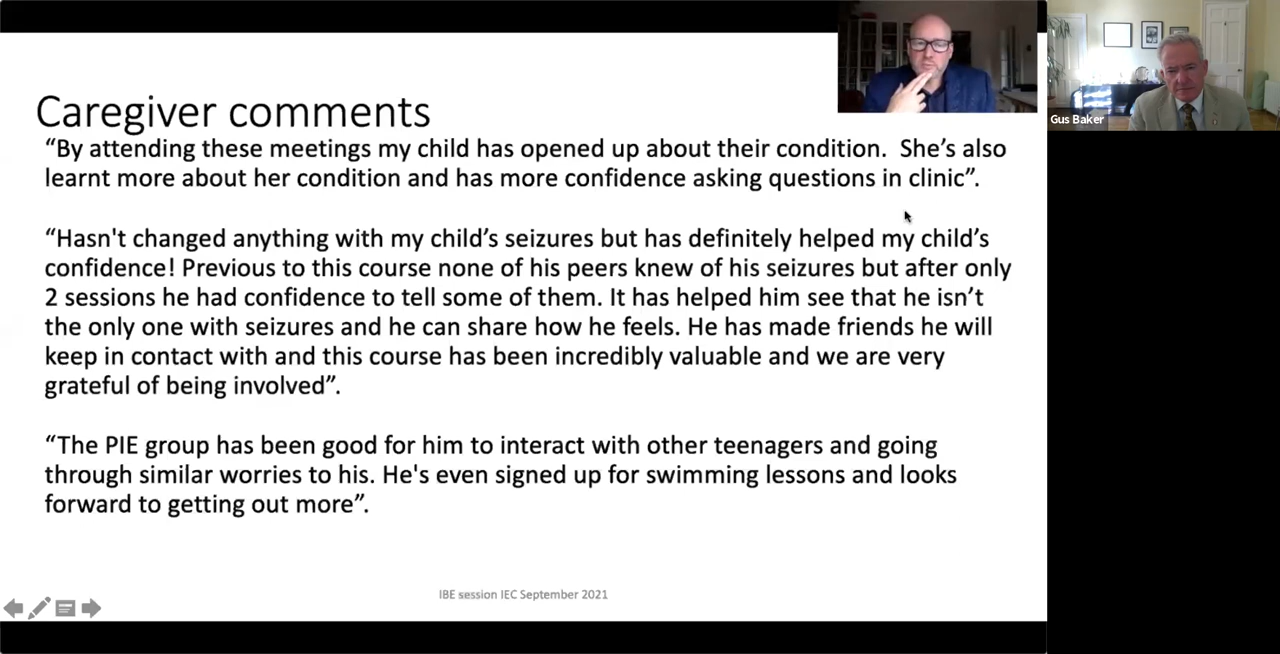 Caregiver comments
“By attending these meetings my child has opened up about their condition.  She’s also
learnt more about her condition and has more confidence asking questions in clinic”.
“Hasn't changed anything with my child’s seizures but has definitely helped my child’s
confidence! Previous to this course none of his peers knew of his seizures but after only
2 sessions he had confidence to tell some of them. It has helped him see that he isn’t
the only one with seizures and he can share how he feels. He has made friends he will
keep in contact with and this course has been incredibly valuable and we are very
grateful of being involved”.
“The PIE group has been good for him to interact with other teenagers and going
through similar worries to his. He's even signed up for swimming lessons and looks
forward to getting out more”.
IBE session IEC September 2021
Gus Baker